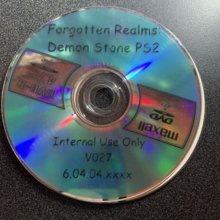 Forgotten Realms:
Demon Stone PS2
maxell
DVD
Internal Use Only
V027
6.04.04.xxxx